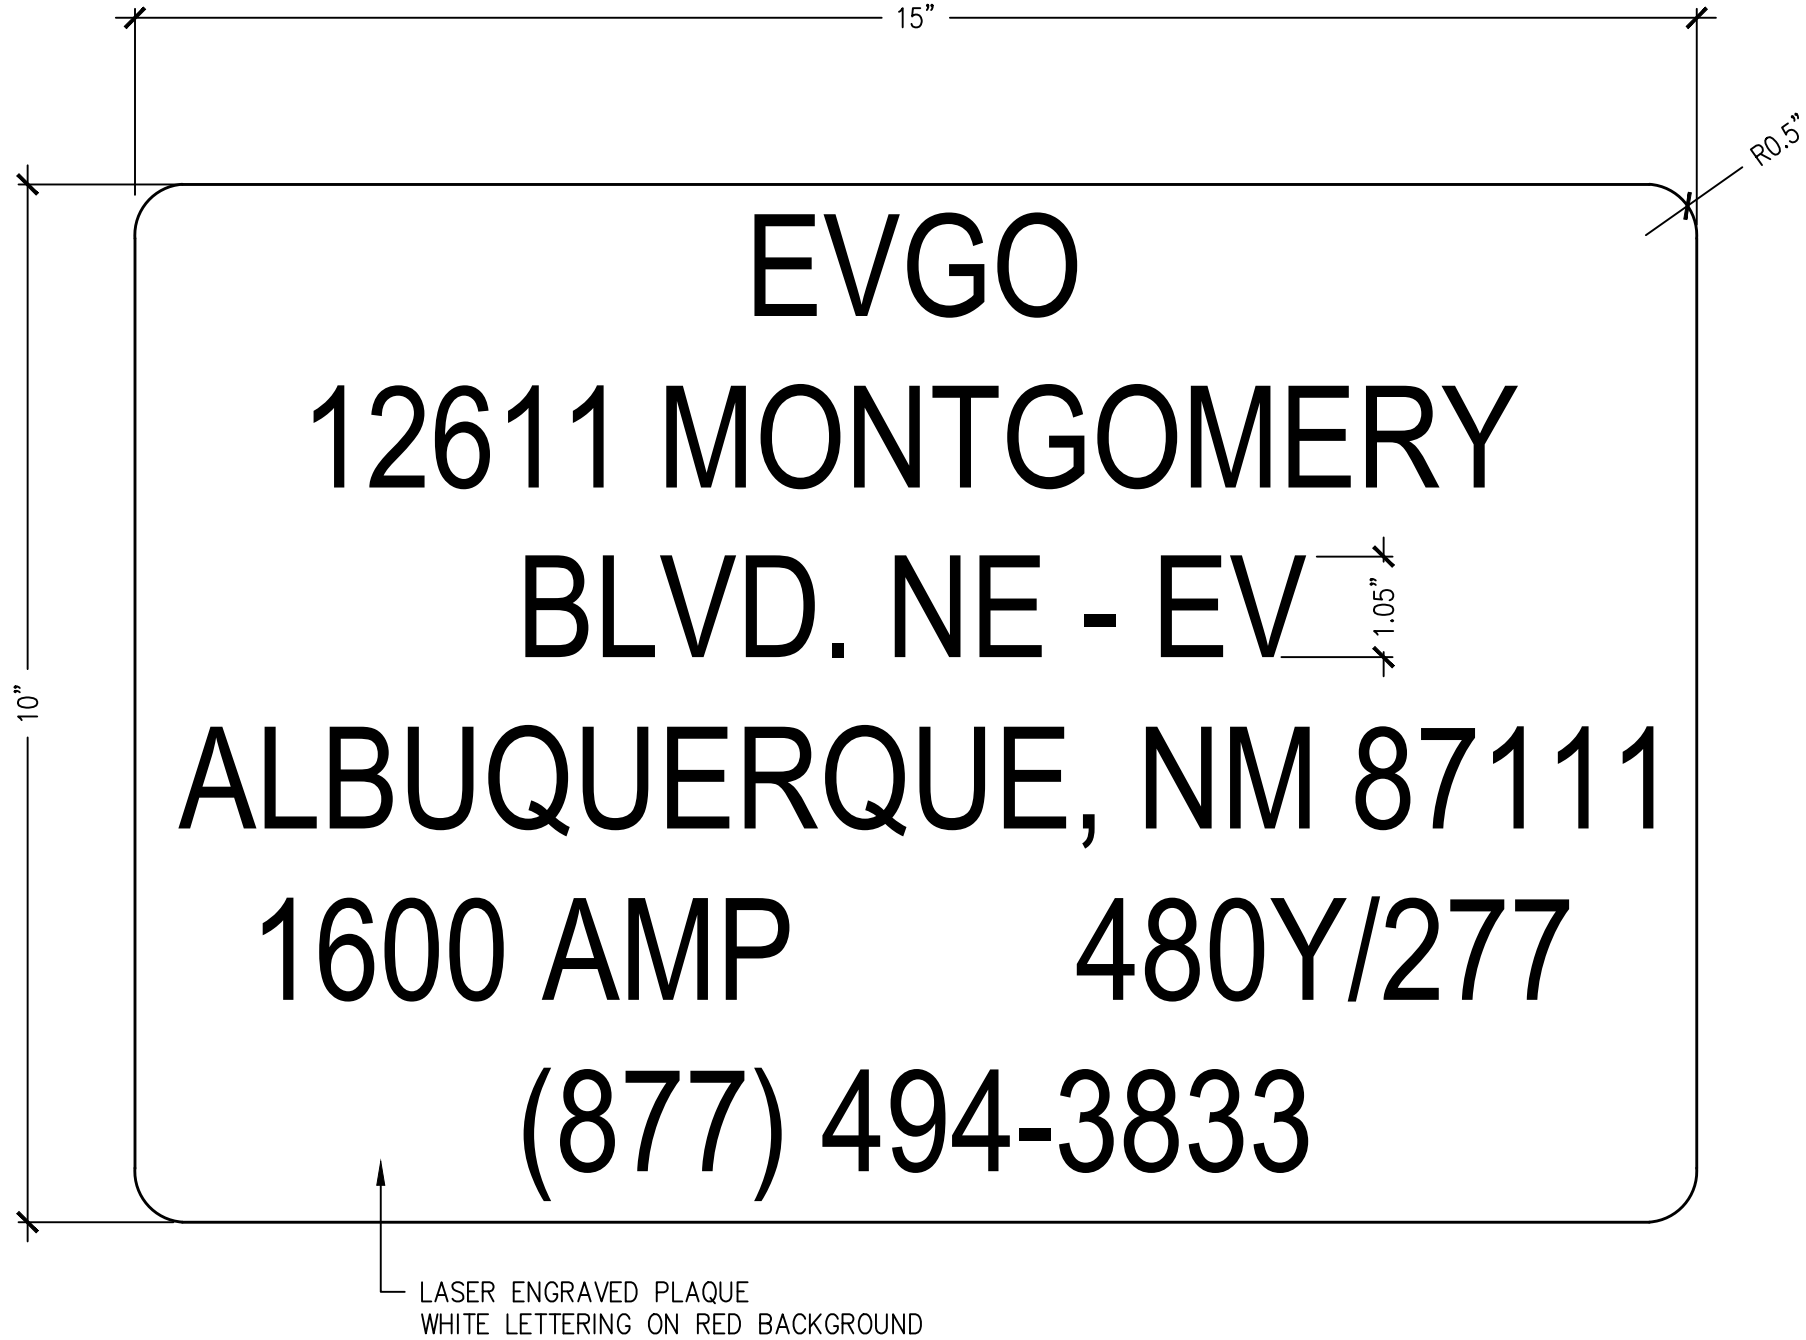 15”
R0.5”
EVGO
12611 MONTGOMERY
BLVD. NE - EV
1.05”
10”
ALBUQUERQUE, NM 87111
1600 AMP 480Y/277
(877) 494-3833
LASER ENGRAVED PLAQUE
WHITE LETTERING ON RED BACKGROUND